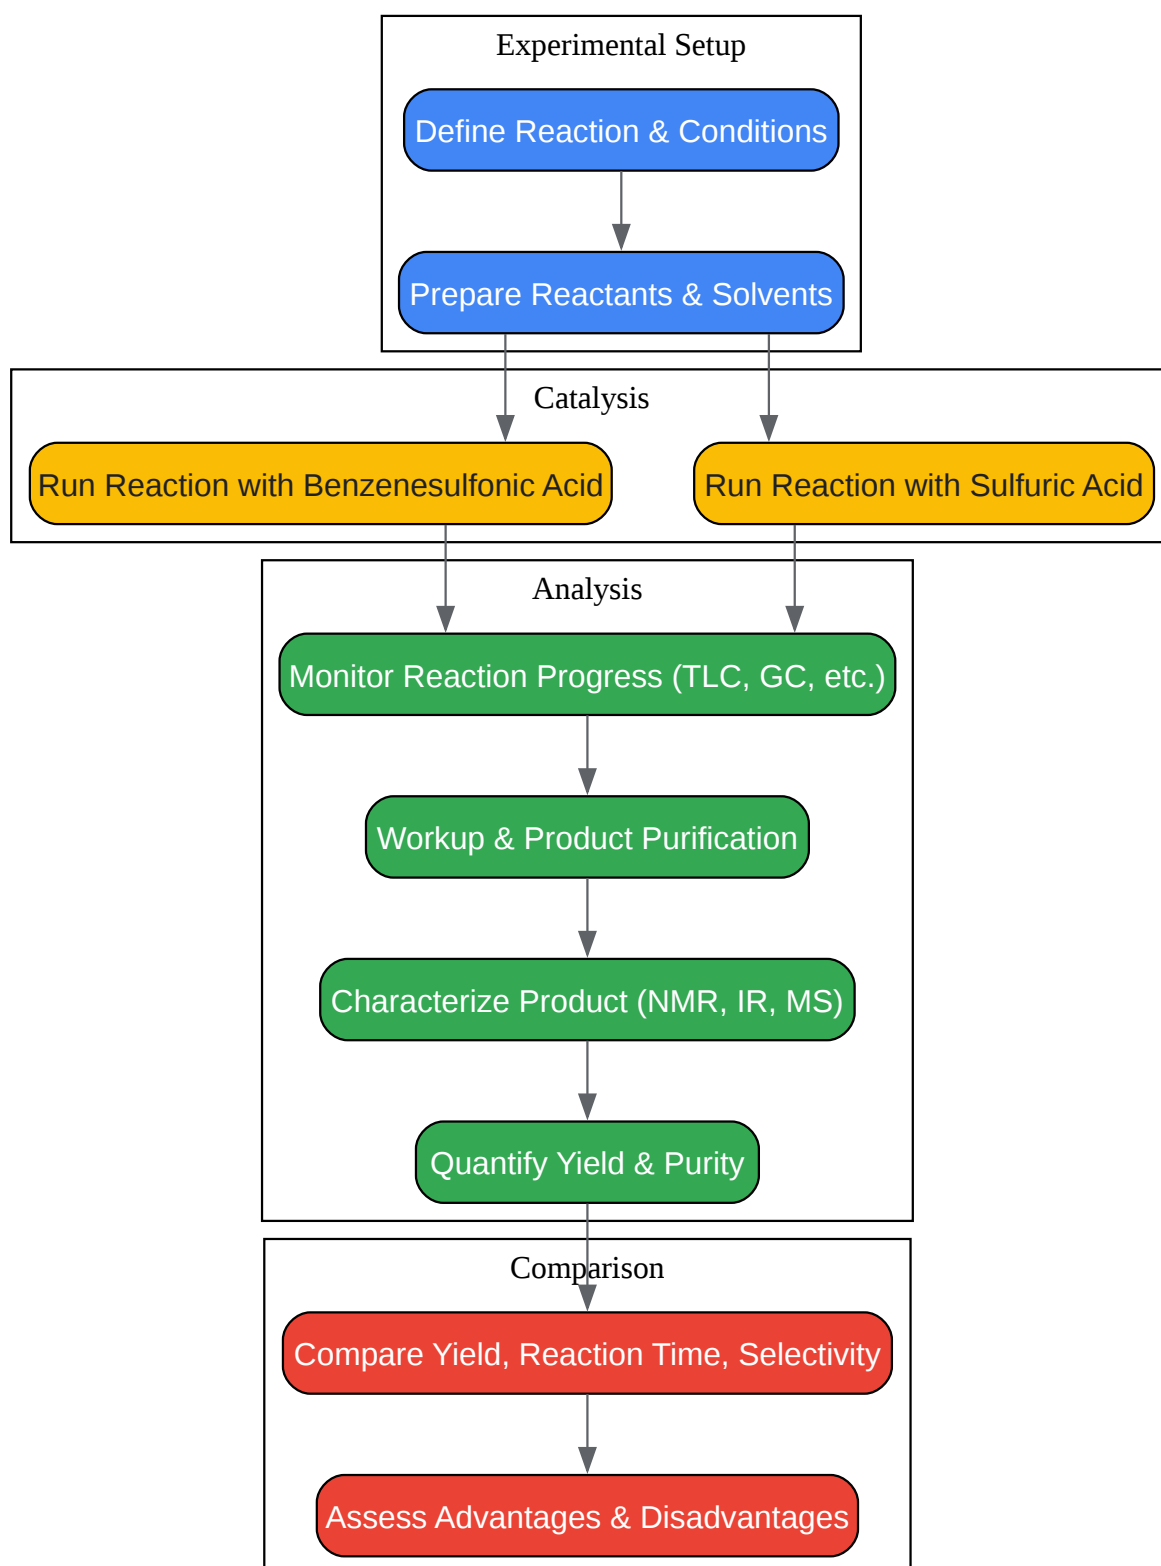 Experimental Setup
Define Reaction & Conditions
Prepare Reactants & Solvents
Catalysis
Run Reaction with Benzenesulfonic Acid
Run Reaction with Sulfuric Acid
Analysis
Monitor Reaction Progress (TLC, GC, etc.)
Workup & Product Purification
Characterize Product (NMR, IR, MS)
Quantify Yield & Purity
Comparison
Compare Yield, Reaction Time, Selectivity
Assess Advantages & Disadvantages